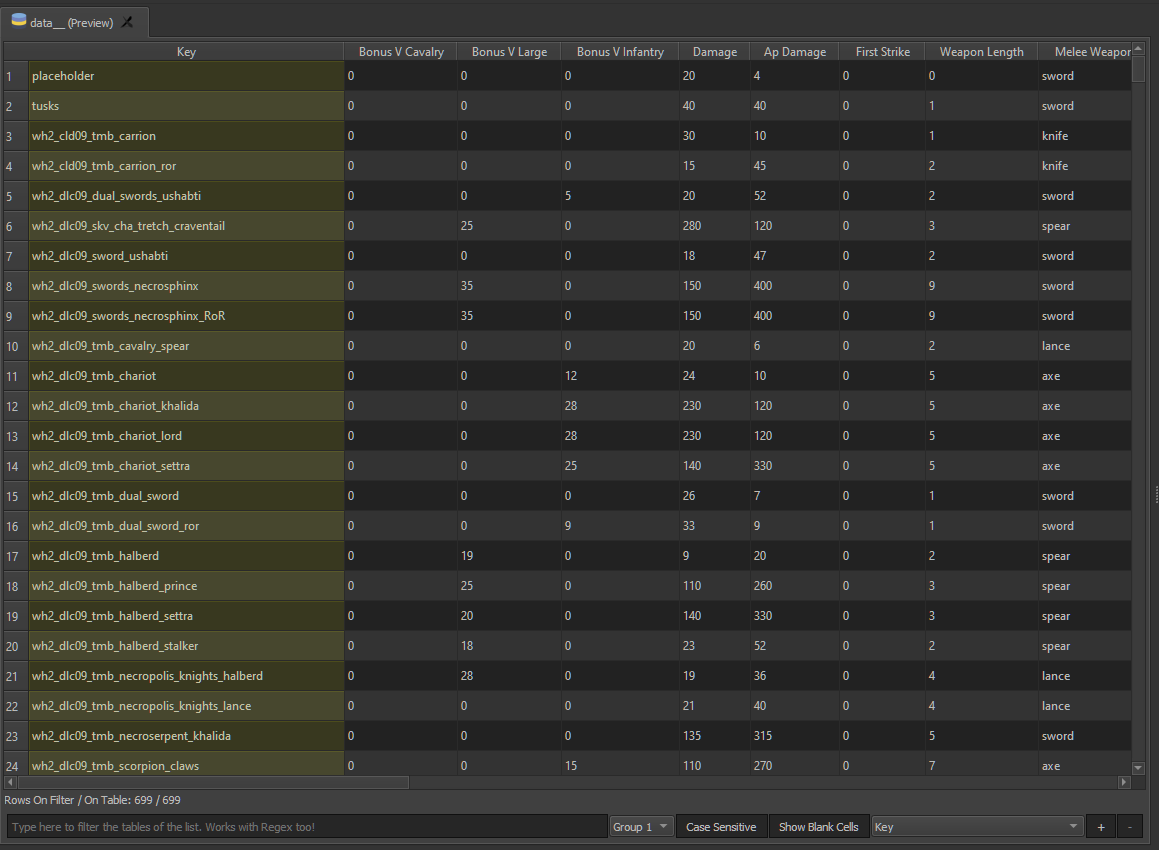 data__ (Preview)
Key Bonus V Cavalry Bonus V Large Bonus V Infantry Damage Ap Damage First Strike Weapon Length Melee Weapon
1 placeholder 0 0 0 20 4 0 0 sword
2 tusks 0 0 0 40 40 0 1 sword
3 wh2_cld09_tmb_carrion 0 0 0 30 10 0 1 knife
4 wh2_cld09_tmb_carrion_ror 0 0 0 15 45 0 2 knife
5 wh2_dlc09_dual_swords_ushabti 0 0 5 20 52 0 2 sword
6 wh2_dlc09_skv_cha_tretch_craventail 0 25 0 280 120 0 3 spear
7 wh2_dlc09_sword_ushabti 0 0 0 18 47 0 2 sword
8 wh2_dlc09_swords_necrosphinx 0 35 0 150 400 0 9 sword
9 wh2_dlc09_swords_necrosphinx_RoR 0 35 0 150 400 0 9 sword
10 wh2_dlc09_tmb_cavalry_spear 0 0 0 20 6 0 2 lance
11 wh2_dlc09_tmb_chariot 0 0 12 24 10 0 5 axe
12 wh2_dlc09_tmb_chariot_khalida 0 0 28 230 120 0 5 axe
13 wh2_dlc09_tmb_chariot_lord 0 0 28 230 120 0 5 axe
14 wh2_dlc09_tmb_chariot_settra 0 0 25 140 330 0 5 axe
15 wh2_dlc09_tmb_dual_sword 0 0 0 26 7 0 1 sword
16 wh2_dlc09_tmb_dual_sword_ror 0 0 9 33 9 0 1 sword
17 wh2_dlc09_tmb_halberd 0 19 0 9 20 0 2 spear
18 wh2_dlc09_tmb_halberd_prince 0 25 0 110 260 0 3 spear
19 wh2_dlc09_tmb_halberd_settra 0 20 0 140 330 0 3 spear
20 wh2_dlc09_tmb_halberd_stalker 0 18 0 23 52 0 2 spear
21 wh2_dlc09_tmb_necropolis_knights_halberd 0 28 0 19 36 0 4 lance
22 wh2_dlc09_tmb_necropolis_knights_lance 0 0 0 21 40 0 4 lance
23 wh2_dlc09_tmb_necroserpent_khalida 0 0 0 135 315 0 5 sword
24 wh2_dlc09_tmb_scorpion_claws 0 0 15 110 270 0 7 axe
Rows On Filter / On Table: 699 / 699
Type here to filter the tables of the list. Works with Regex too! Group 1 Case Sensitive Show Blank Cells Key + -